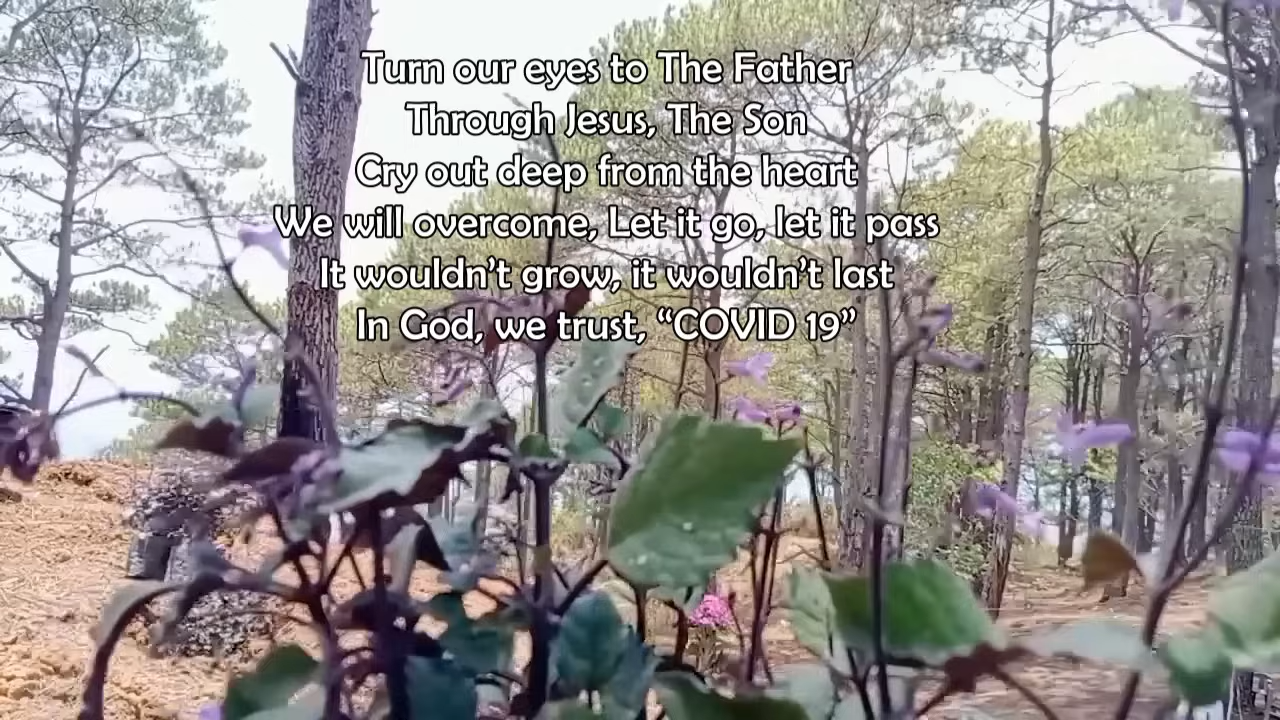 Turn our eyes to The Father
Through Jesus, The Son
Cry out deep from the heart
We will overcome, Let it go, let it pass
It wouldn’t grow, it wouldn’t last
In God, we trust, “COVID 19”